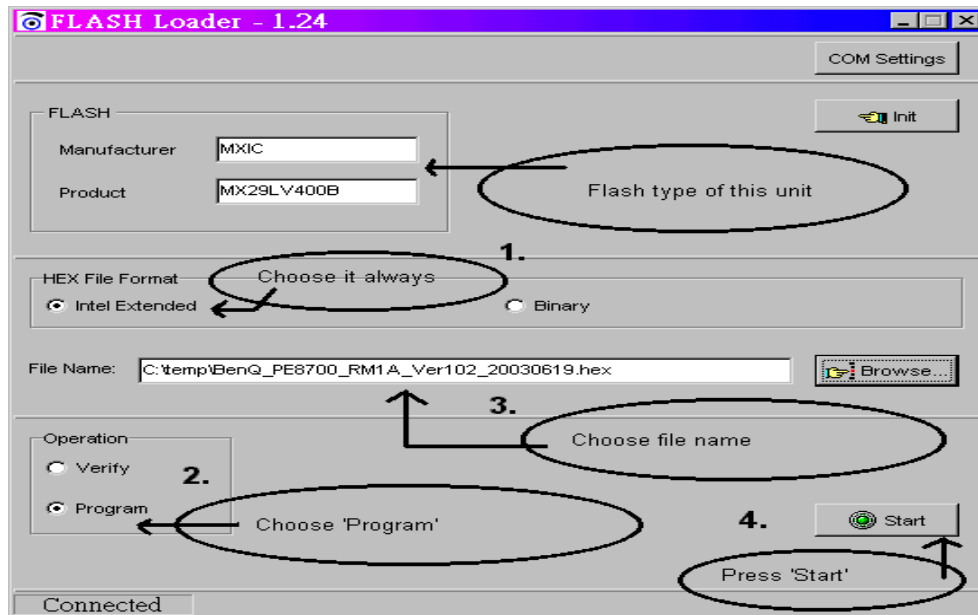 FLASH Loader - 1.24
COM Settings
FLASH
Init
Manufacturer MXIC
Product MX29LV400B
Flash type of this unit
1.
HEX File Format
Choose it always
Intel Extended
Binary
File Name: C:\temp\BenQ_PE8700_RM1A_Ver102_20030619.hex
Browse...
3.
Choose file name
Operation
Verify
2.
Program
Choose 'Program'
4.
Start
Press 'Start'
Connected